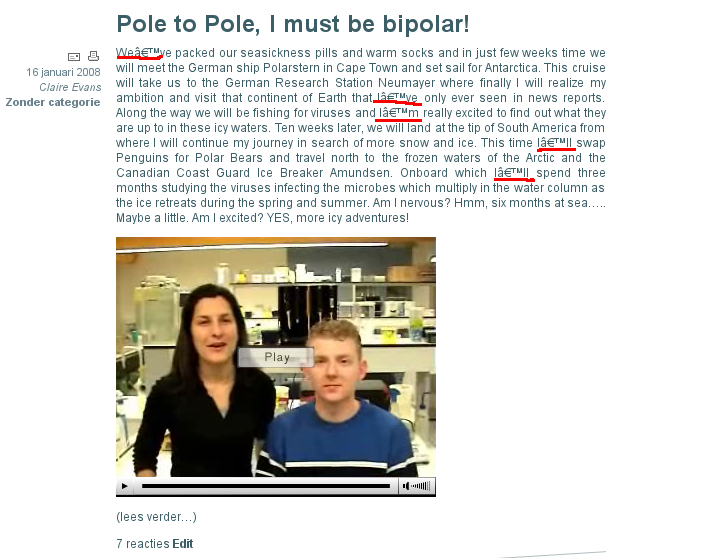 Pole to Pole, I must be bipolar!
16 januari 2008
Claire Evans
Zonder categorie
Weâ€™ve packed our seasickness pills and warm socks and in just few weeks time we
will meet the German ship Polarstern in Cape Town and set sail for Antarctica. This cruise
will take us to the German Research Station Neumayer where finally I will realize my
ambition and visit that continent of Earth that Iâ€™ve only ever seen in news reports.
Along the way we will be fishing for viruses and Iâ€™m really excited to find out what they
are up to in these icy waters. Ten weeks later, we will land at the tip of South America from
where I will continue my journey in search of more snow and ice. This time Iâ€™ll swap
Penguins for Polar Bears and travel north to the frozen waters of the Arctic and the
Canadian Coast Guard Ice Breaker Amundsen. Onboard which Iâ€™ll spend three
months studying the viruses infecting the microbes which multiply in the water column as
the ice retreats during the spring and summer. Am I nervous? Hmm, six months at sea…..
Maybe a little. Am I excited? YES, more icy adventures!
Play
(lees verder…)
7 reacties Edit